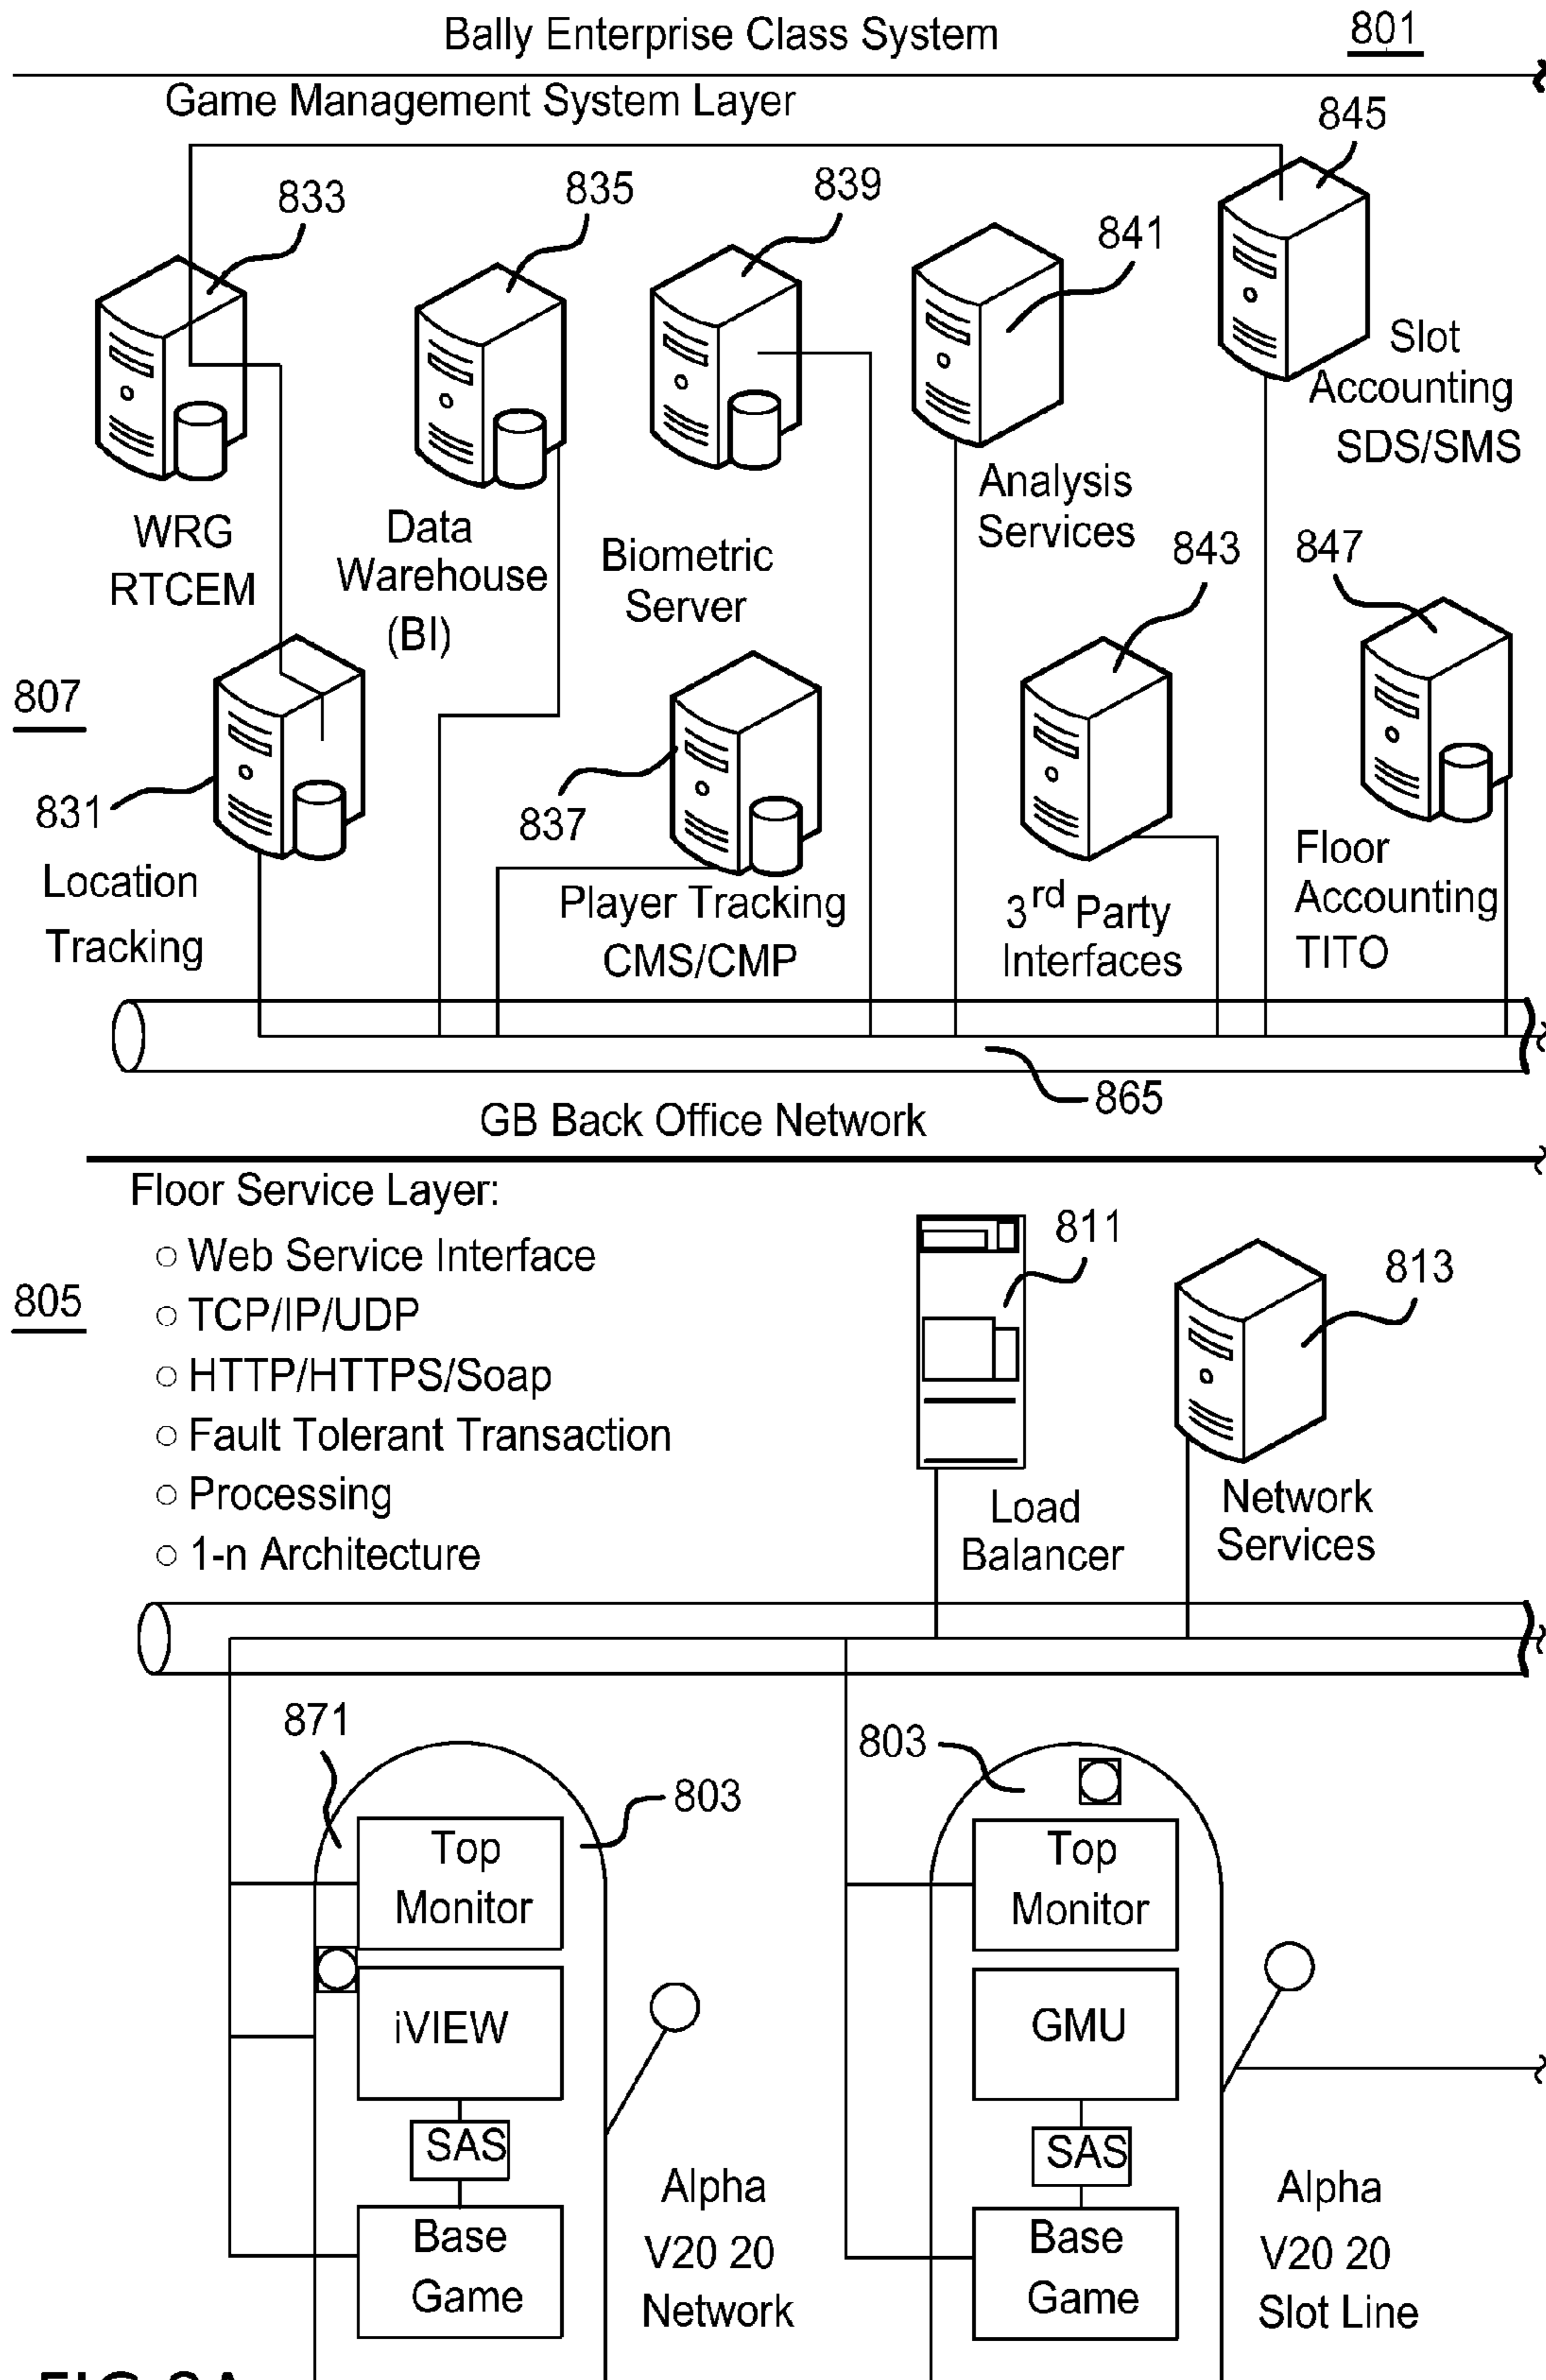 Bally Enterprise Class System
801
Game Management System Layer
845
833
835
839
841
Slot
Accounting
SDS/SMS
WRG
RTCEM
Data
Warehouse
(BI)
Biometric
Server
Analysis
Services
843
847
807
831
837
Location
Tracking
Player Tracking
CMS/CMP
3rd Party
Interfaces
Floor
Accounting
TITO
865
GB Back Office Network
Floor Service Layer:
805
○ Web Service Interface
○ TCP/IP/UDP
○ HTTP/HTTPS/Soap
○ Fault Tolerant Transaction
○ Processing
○ 1-n Architecture
811
813
Load
Balancer
Network
Services
871
803
803
Top
Monitor
iVIEW
SAS
Base
Game
Alpha
V20 20
Network
Top
Monitor
GMU
SAS
Base
Game
Alpha
V20 20
Slot Line